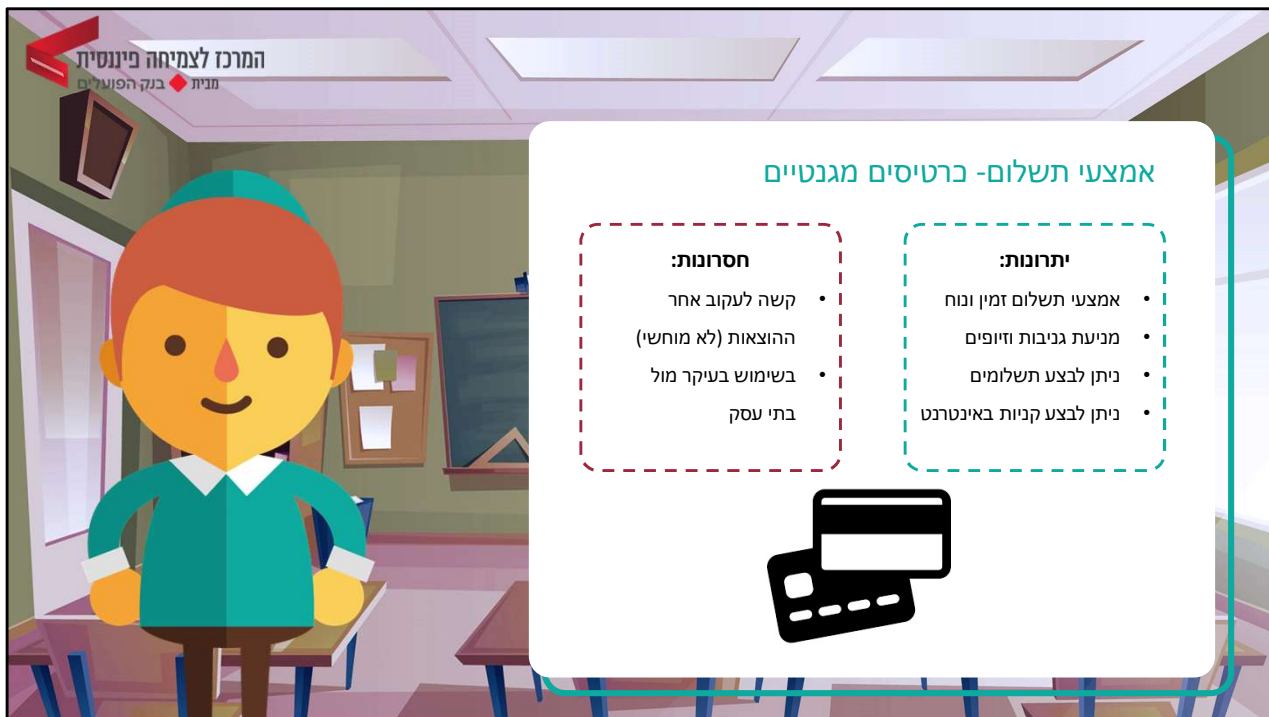 המרכז לצמיחה פיננסית
מבית בנק הפועלים
אמצעי תשלום- כרטיסים מגנטיים
יתרונות:
• אמצעי תשלום זמין ונוח
• מניעת גניבות וזיופים
• ניתן לבצע תשלומים
• ניתן לבצע קניות באינטרנט
חסרונות:
• קשה לעקוב אחר
ההוצאות (לא מוחשי)
• בשימוש בעיקר מול
בתי עסק